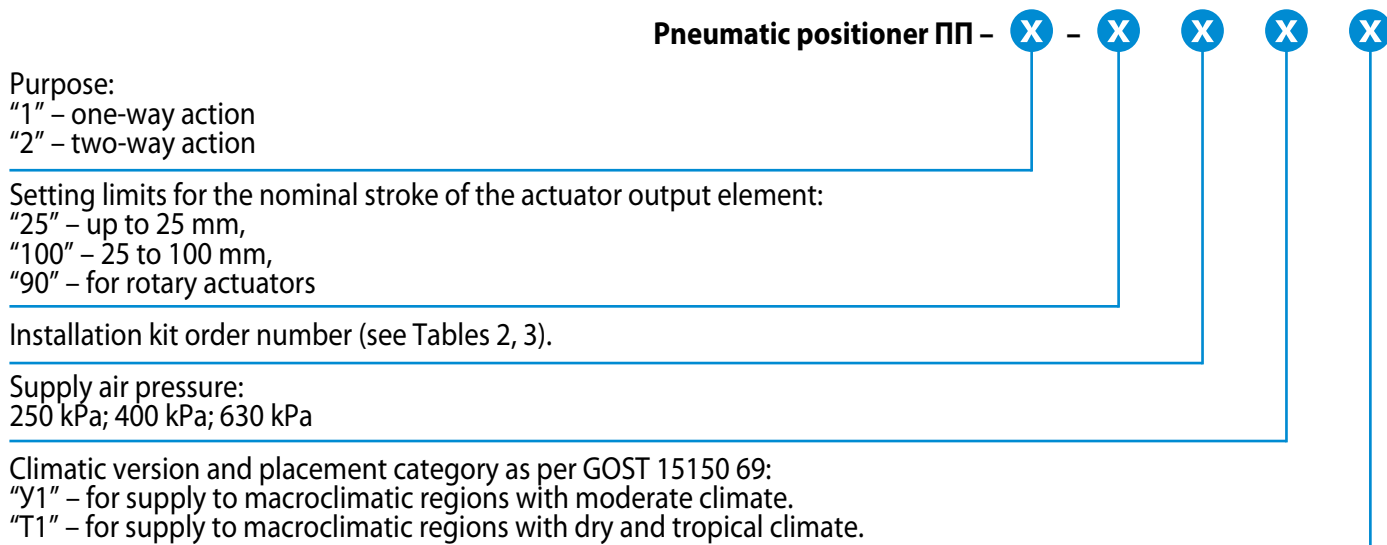 Pneumatic positioner ПП – X – X X X X
Purpose:
“1” – one-way action
“2” – two-way action
Setting limits for the nominal stroke of the actuator output element:
“25” – up to 25 mm,
“100” – 25 to 100 mm,
“90” – for rotary actuators
Installation kit order number (see Tables 2, 3).
Supply air pressure:
250 kPa; 400 kPa; 630 kPa
Climatic version and placement category as per GOST 15150 69:
“У1” – for supply to macroclimatic regions with moderate climate.
“Т1” – for supply to macroclimatic regions with dry and tropical climate.